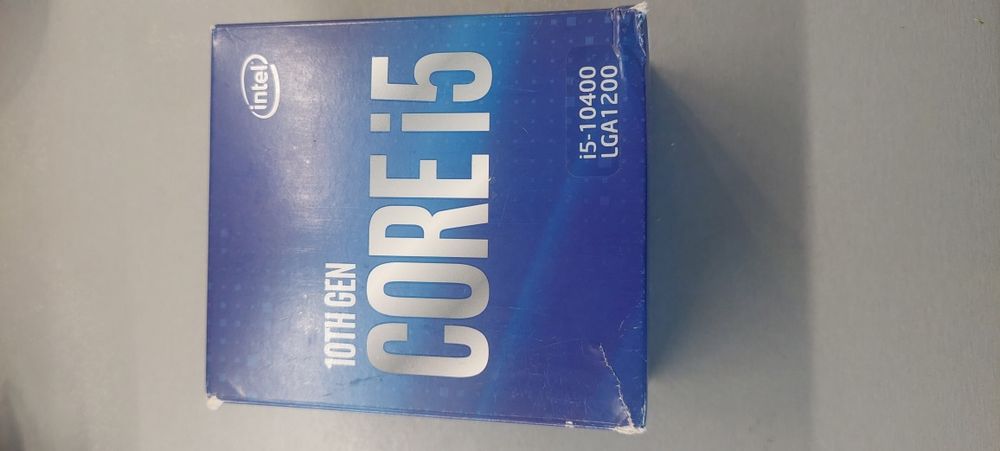 intel
10TH GEN
CORE i5
i5-10400
LGA1200